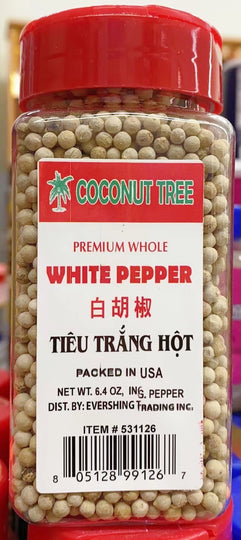 COCONUT TREE
PREMIUM WHOLE
WHITE PEPPER
白胡椒
TIÊU TRẮNG HỘT
PACKED IN USA
NET WT. 6.4 OZ, ING. PEPPER
DIST. BY: EVERSHING TRADING INC.
ITEM # 531126
8 05128 99126 7